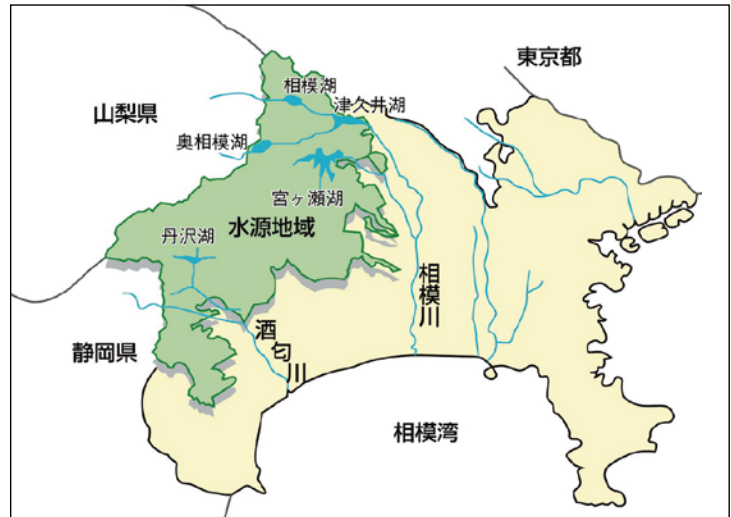 東京都
相模湖
津久井湖
山梨県
奥相模湖
宮ヶ瀬湖
水源地域
丹沢湖
相模川
酒匂川
静岡県
相模湾